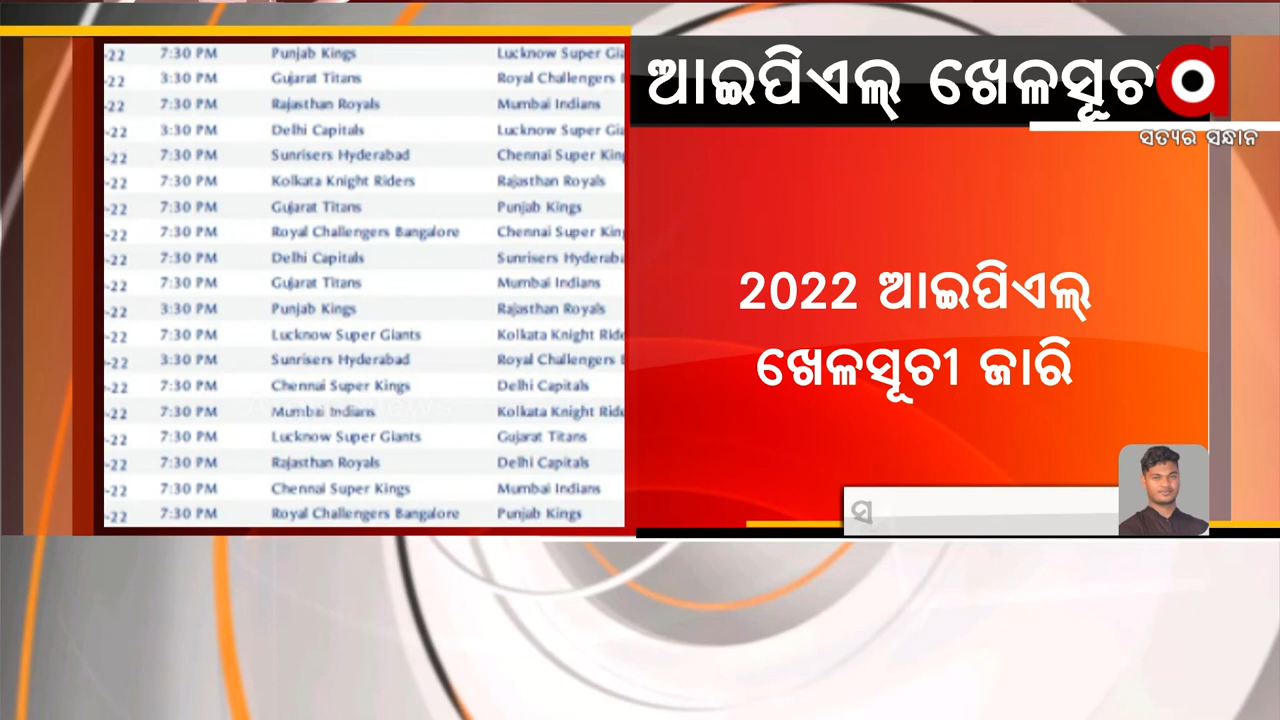 -22 7:30 PM Punjab Kings Lucknow Super Gia
-22 3:30 PM Gujarat Titans Royal Challengers
-22 7:30 PM Rajasthan Royals Mumbai Indians
-22 3:30 PM Delhi Capitals Lucknow Super Gia
-22 7:30 PM Sunrisers Hyderabad Chennai Super King
-22 7:30 PM Kolkata Knight Riders Rajasthan Royals
-22 7:30 PM Gujarat Titans Punjab Kings
-22 7:30 PM Royal Challengers Bangalore Chennai Super King
-22 7:30 PM Delhi Capitals Sunrisers Hyderaba
-22 7:30 PM Gujarat Titans Mumbai Indians
-22 3:30 PM Punjab Kings Rajasthan Royals
-22 7:30 PM Lucknow Super Giants Kolkata Knight Ride
-22 3:30 PM Sunrisers Hyderabad Royal Challengers
-22 7:30 PM Chennai Super Kings Delhi Capitals
-22 7:30 PM Mumbai Indians Kolkata Knight Ride
-22 7:30 PM Lucknow Super Giants Gujarat Titans
-22 7:30 PM Rajasthan Royals Delhi Capitals
-22 7:30 PM Chennai Super Kings Mumbai Indians
-22 7:30 PM Royal Challengers Bangalore Punjab Kings
ଆଇପିଏଲ୍ ଖେଳସୂଚୀ
a
ସତ୍ୟର ସନ୍ଧାନ
2022 ଆଇପିଏଲ୍
ଖେଳସୂଚୀ ଜାରି
ସ